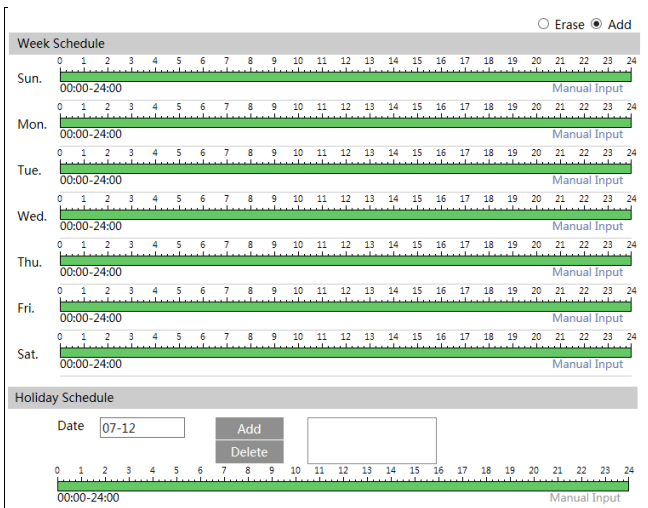 Erase Add
Week Schedule
0 1 2 3 4 5 6 7 8 9 10 11 12 13 14 15 16 17 18 19 20 21 22 23 24
Sun.
00:00-24:00 Manual Input
0 1 2 3 4 5 6 7 8 9 10 11 12 13 14 15 16 17 18 19 20 21 22 23 24
Mon.
00:00-24:00 Manual Input
0 1 2 3 4 5 6 7 8 9 10 11 12 13 14 15 16 17 18 19 20 21 22 23 24
Tue.
00:00-24:00 Manual Input
0 1 2 3 4 5 6 7 8 9 10 11 12 13 14 15 16 17 18 19 20 21 22 23 24
Wed.
00:00-24:00 Manual Input
0 1 2 3 4 5 6 7 8 9 10 11 12 13 14 15 16 17 18 19 20 21 22 23 24
Thu.
00:00-24:00 Manual Input
0 1 2 3 4 5 6 7 8 9 10 11 12 13 14 15 16 17 18 19 20 21 22 23 24
Fri.
00:00-24:00 Manual Input
0 1 2 3 4 5 6 7 8 9 10 11 12 13 14 15 16 17 18 19 20 21 22 23 24
Sat.
00:00-24:00 Manual Input
Holiday Schedule
Date 07-12 Add
Delete
0 1 2 3 4 5 6 7 8 9 10 11 12 13 14 15 16 17 18 19 20 21 22 23 24
00:00-24:00 Manual Input